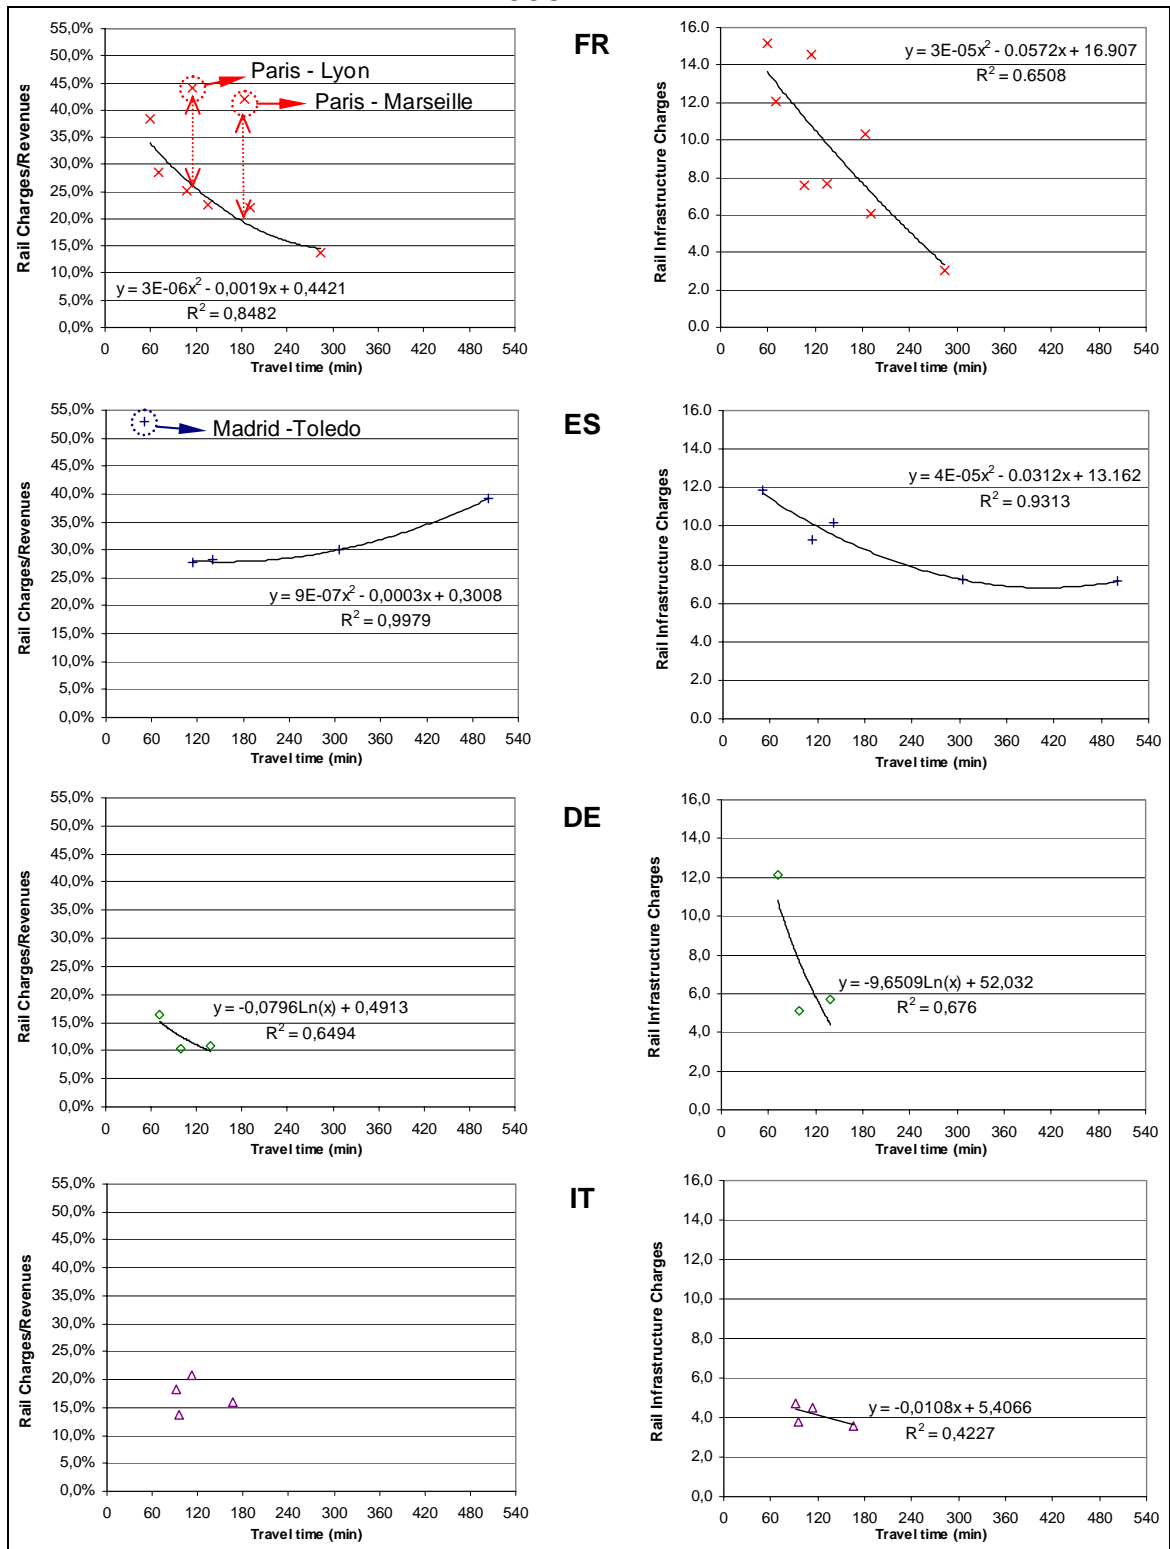 FR
55,0%
50,0%
45,0%
40,0%
35,0%
30,0%
25,0%
20,0%
15,0%
10,0%
5,0%
0,0%
Rail Charges/Revenues
Paris - Lyon
Paris - Marseille
y = 3E-06x² - 0,0019x + 0,4421
R² = 0,8482
0 60 120 180 240 300 360 420 480 540
Travel time (min)
16.0
14.0
12.0
10.0
8.0
6.0
4.0
2.0
0.0
Rail Infrastructure Charges
y = 3E-05x² - 0.0572x + 16.907
R² = 0.6508
0 60 120 180 240 300 360 420 480 540
Travel time (min)
ES
55,0%
50,0%
45,0%
40,0%
35,0%
30,0%
25,0%
20,0%
15,0%
10,0%
5,0%
0,0%
Rail Charges/Revenues
Madrid -Toledo
y = 9E-07x² - 0,0003x + 0,3008
R² = 0,9979
0 60 120 180 240 300 360 420 480 540
Travel time (min)
16.0
14.0
12.0
10.0
8.0
6.0
4.0
2.0
0.0
Rail Infrastructure Charges
y = 4E-05x² - 0.0312x + 13.162
R² = 0.9313
0 60 120 180 240 300 360 420 480 540
Travel time (min)
DE
55,0%
50,0%
45,0%
40,0%
35,0%
30,0%
25,0%
20,0%
15,0%
10,0%
5,0%
0,0%
Rail Charges/Revenues
y = -0,0796Ln(x) + 0,4913
R² = 0,6494
0 60 120 180 240 300 360 420 480 540
Travel time (min)
16,0
14,0
12,0
10,0
8,0
6,0
4,0
2,0
0,0
Rail Infrastructure Charges
y = -9,6509Ln(x) + 52,032
R² = 0,676
0 60 120 180 240 300 360 420 480 540
Travel time (min)
IT
55,0%
50,0%
45,0%
40,0%
35,0%
30,0%
25,0%
20,0%
15,0%
10,0%
5,0%
0,0%
Rail Charges/Revenues
0 60 120 180 240 300 360 420 480 540
Travel time (min)
16,0
14,0
12,0
10,0
8,0
6,0
4,0
2,0
0,0
Rail Infrastructure Charges
y = -0,0108x + 5,4066
R² = 0,4227
0 60 120 180 240 300 360 420 480 540
Travel time (min)